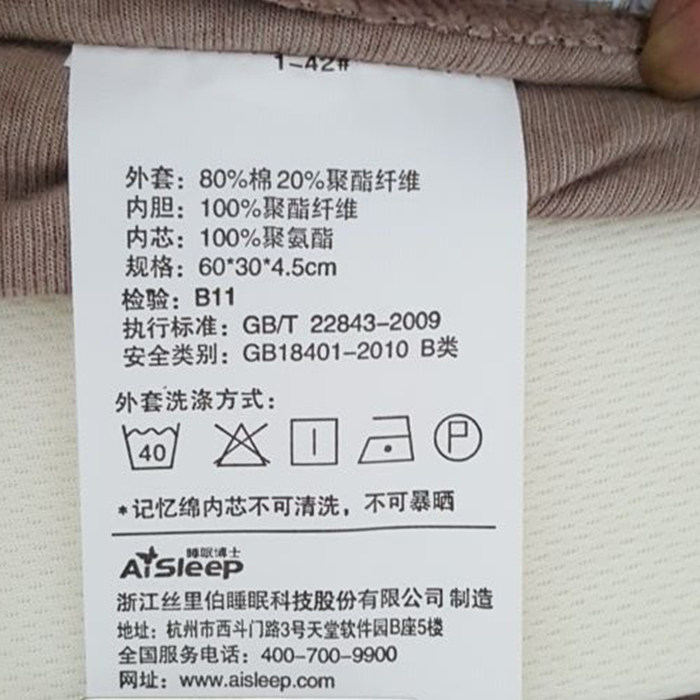 1-42#
外套：80%棉20%聚酯纤维
内胆：100%聚酯纤维
内芯：100%聚氨酯
规格：60*30*4.5cm
检验：B11
执行标准：GB/T 22843-2009
安全类别：GB18401-2010 B类
外套洗涤方式：
40
P
*记忆绵内芯不可清洗，不可暴晒
睡眠博士
AiSleep
浙江丝里伯睡眠科技股份有限公司 制造
地址：杭州市西斗门路3号天堂软件园B座5楼
全国服务电话：400-700-9900
网址：www.aisleep.com